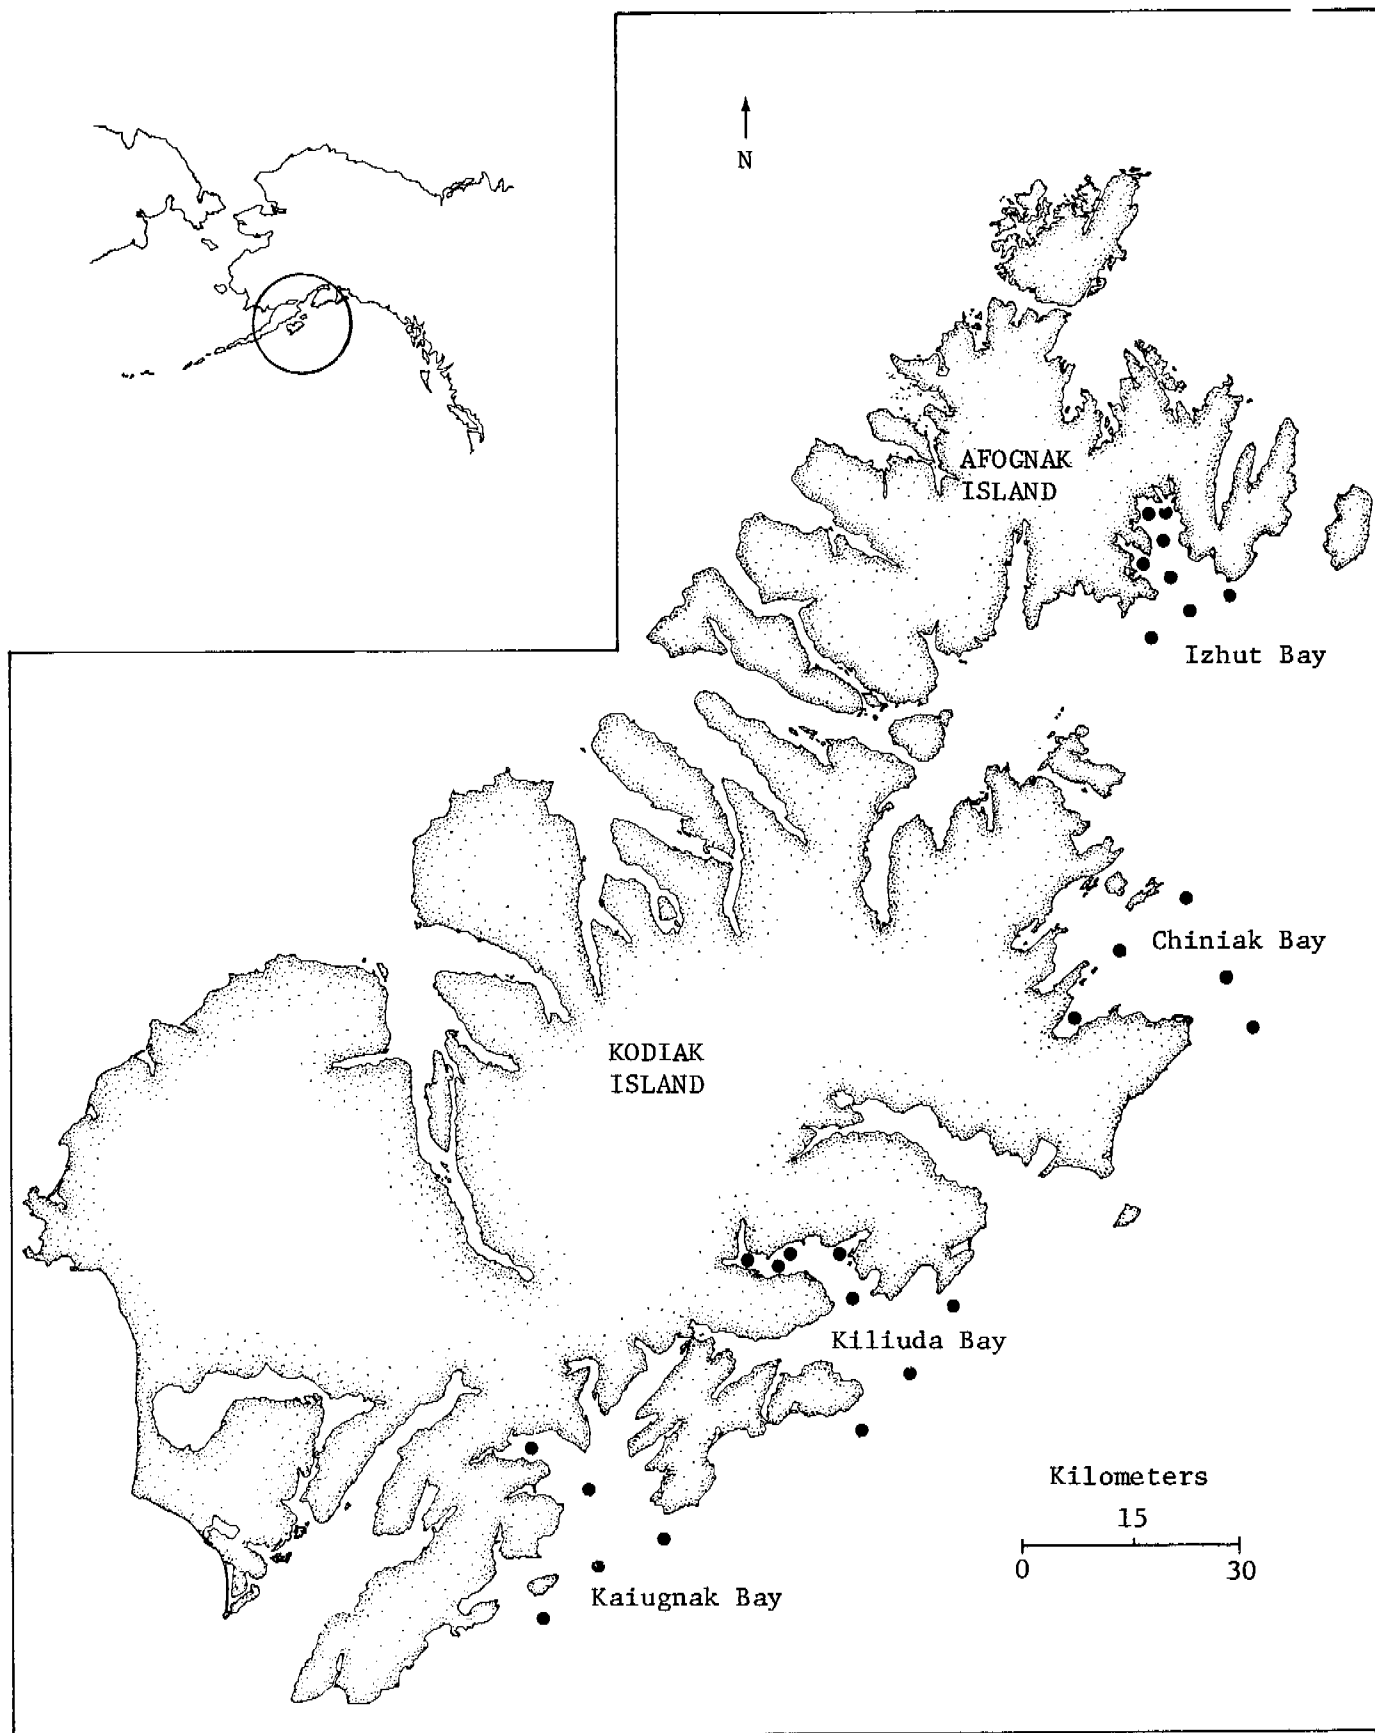 N
AFOGNAK
ISLAND
Izhut Bay
Chiniak Bay
KODIAK
ISLAND
Kiliuda Bay
Kilometers
15
0 30
Kaiugnak Bay